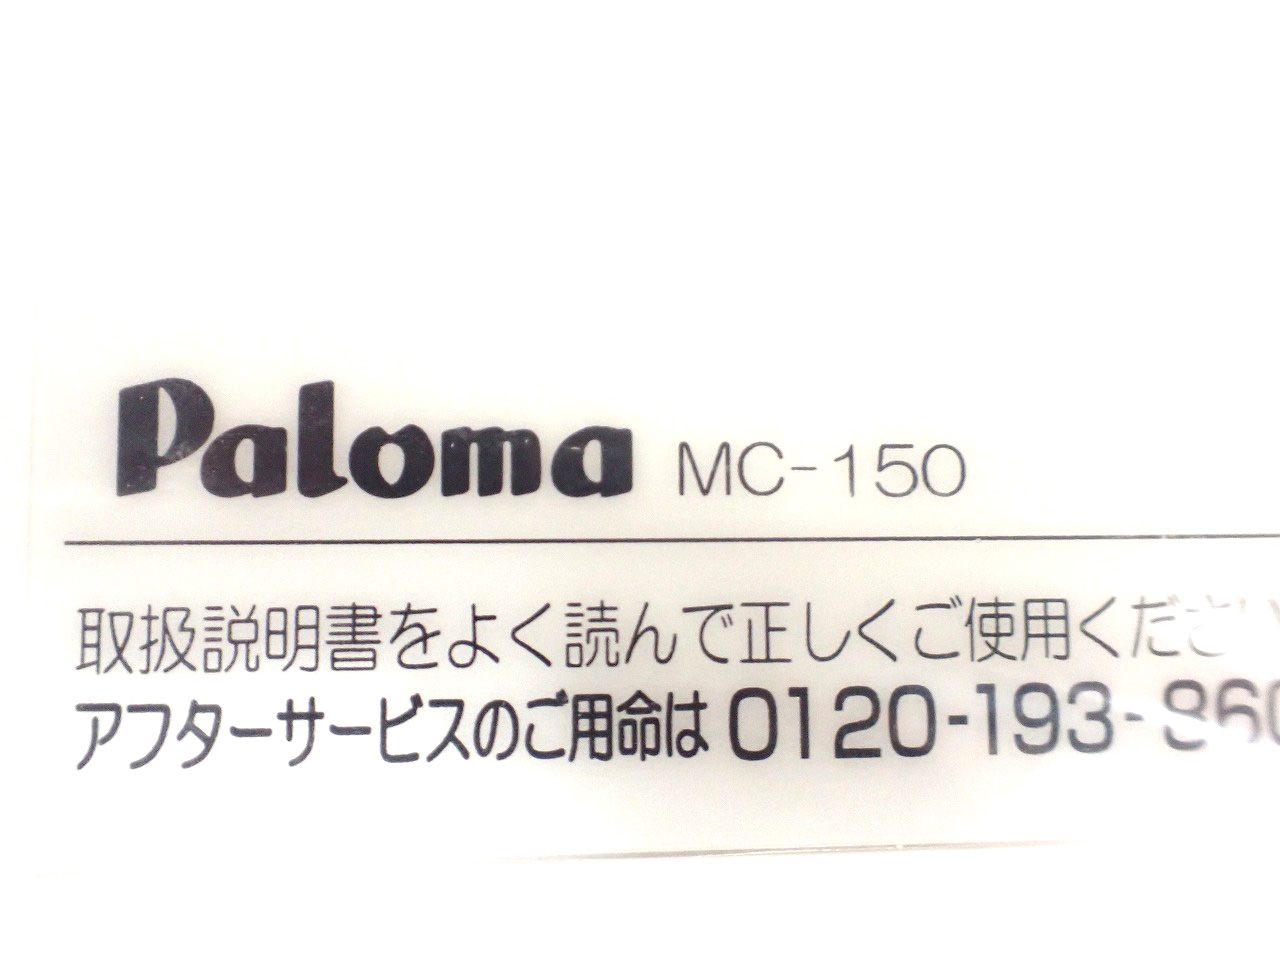 Paloma MC-150
取扱説明書をよく読んで正しくご使用ください
アフターサービスのご用命は 0120-193-860